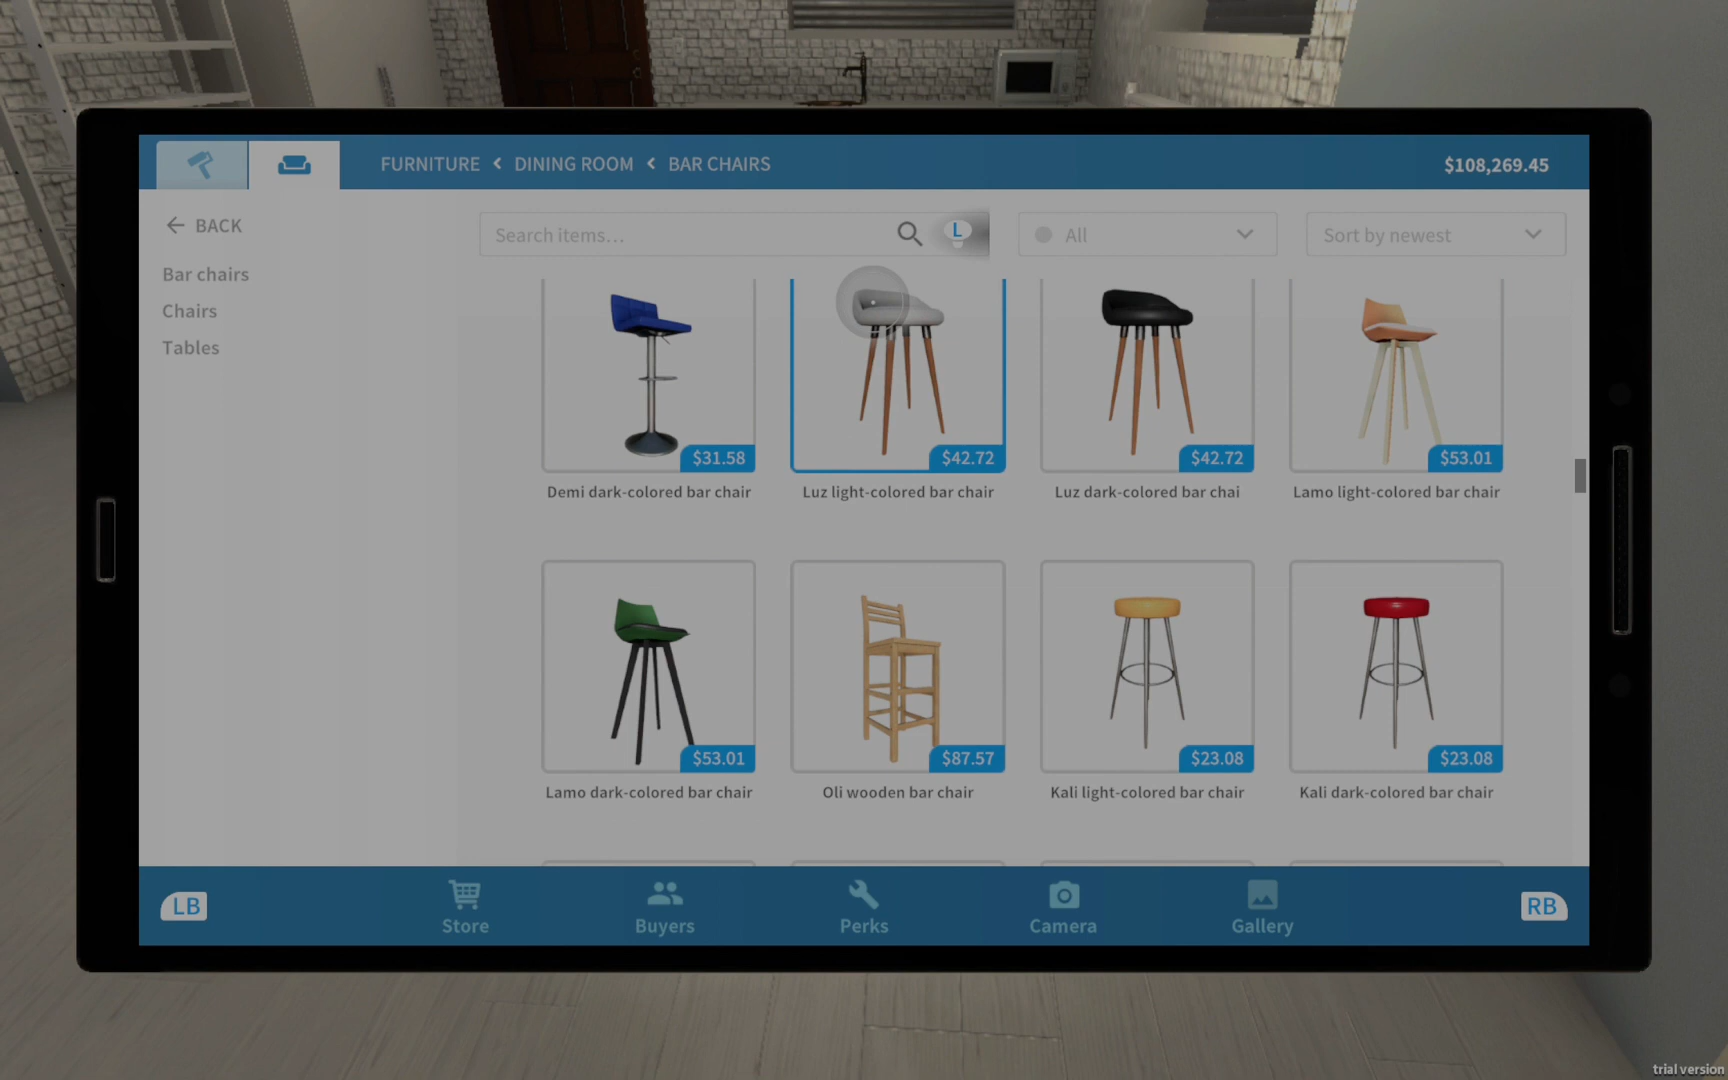 FURNITURE < DINING ROOM < BAR CHAIRS
$108,269.45
BACK
Bar chairs
Chairs
Tables
Search items...
L
All
Sort by newest
$31.58
$42.72
$42.72
$53.01
Demi dark-colored bar chair
Luz light-colored bar chair
Luz dark-colored bar chai
Lamo light-colored bar chair
$53.01
$87.57
$23.08
$23.08
Lamo dark-colored bar chair
Oli wooden bar chair
Kali light-colored bar chair
Kali dark-colored bar chair
LB
Store
Buyers
Perks
Camera
Gallery
RB
trial version